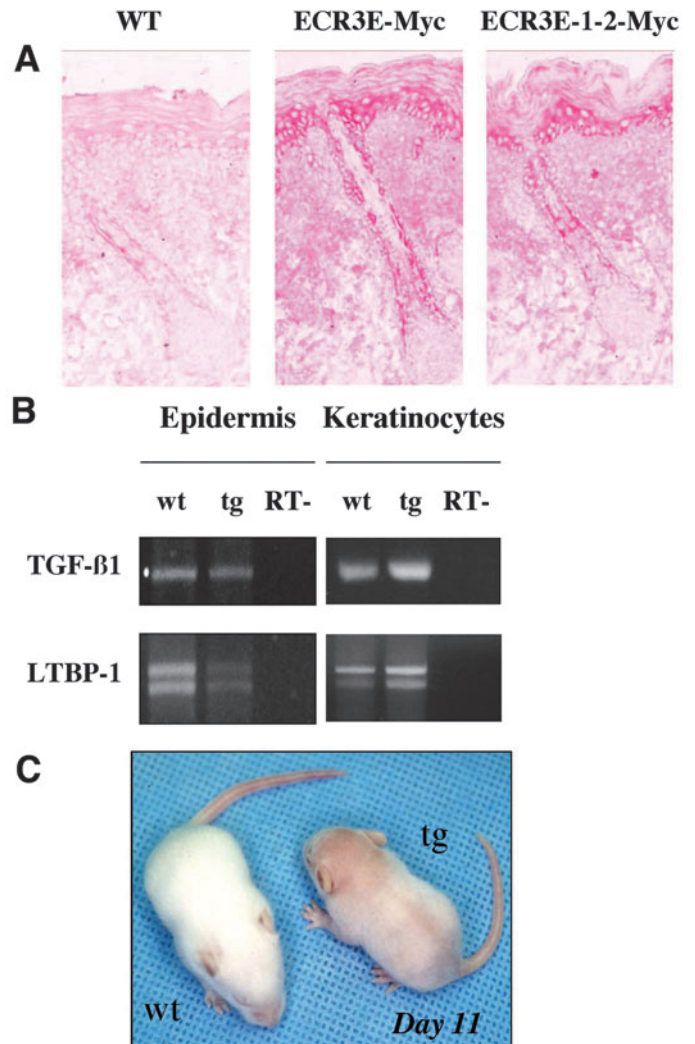 WT ECR3E-Myc ECR3E-1-2-Myc
A
B
Epidermis Keratinocytes
wt tg RT- wt tg RT-
TGF-ß1
LTBP-1
C
tg
wt
Day 11